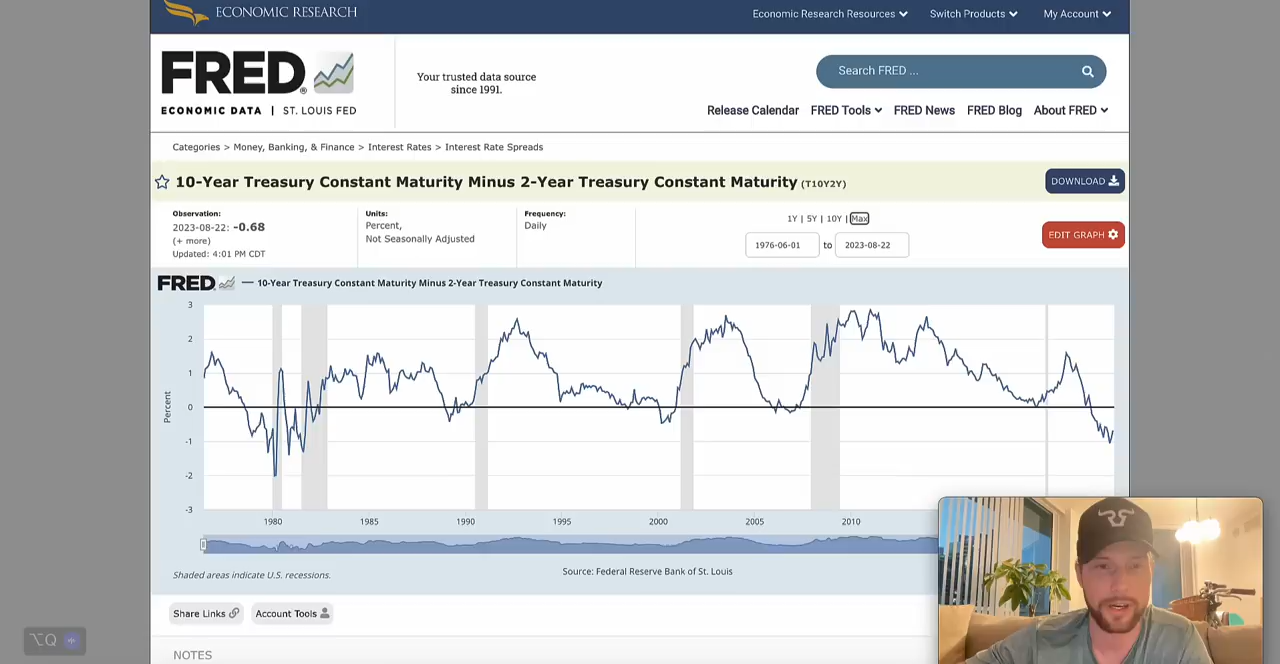 ECONOMIC RESEARCH
Economic Research Resources Switch Products My Account
FRED®
ECONOMIC DATA | ST. LOUIS FED
Your trusted data source
since 1991.
Search FRED ...
Release Calendar FRED Tools FRED News FRED Blog About FRED
Categories > Money, Banking, & Finance > Interest Rates > Interest Rate Spreads
10-Year Treasury Constant Maturity Minus 2-Year Treasury Constant Maturity (T10Y2Y)
DOWNLOAD
Observation:
2023-08-22: -0.68
(+ more)
Updated: 4:01 PM CDT
Units:
Percent,
Not Seasonally Adjusted
Frequency:
Daily
1Y | 5Y | 10Y | Max
1976-06-01 to 2023-08-22
EDIT GRAPH
FRED 10-Year Treasury Constant Maturity Minus 2-Year Treasury Constant Maturity
3
2
1
0
-1
-2
-3
Percent
1980 1985 1990 1995 2000 2005 2010
Shaded areas indicate U.S. recessions.
Source: Federal Reserve Bank of St. Louis
Share Links Account Tools
⌥Q
NOTES